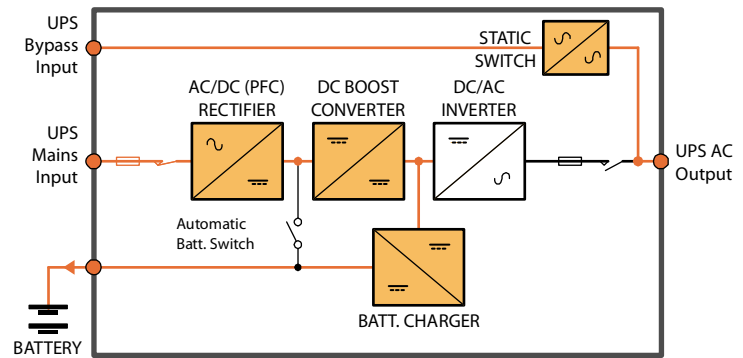 UPS
Bypass
Input
STATIC
SWITCH
AC/DC (PFC)
RECTIFIER
DC BOOST
CONVERTER
DC/AC
INVERTER
UPS
Mains
Input
UPS AC
Output
Automatic
Batt. Switch
BATT. CHARGER
BATTERY